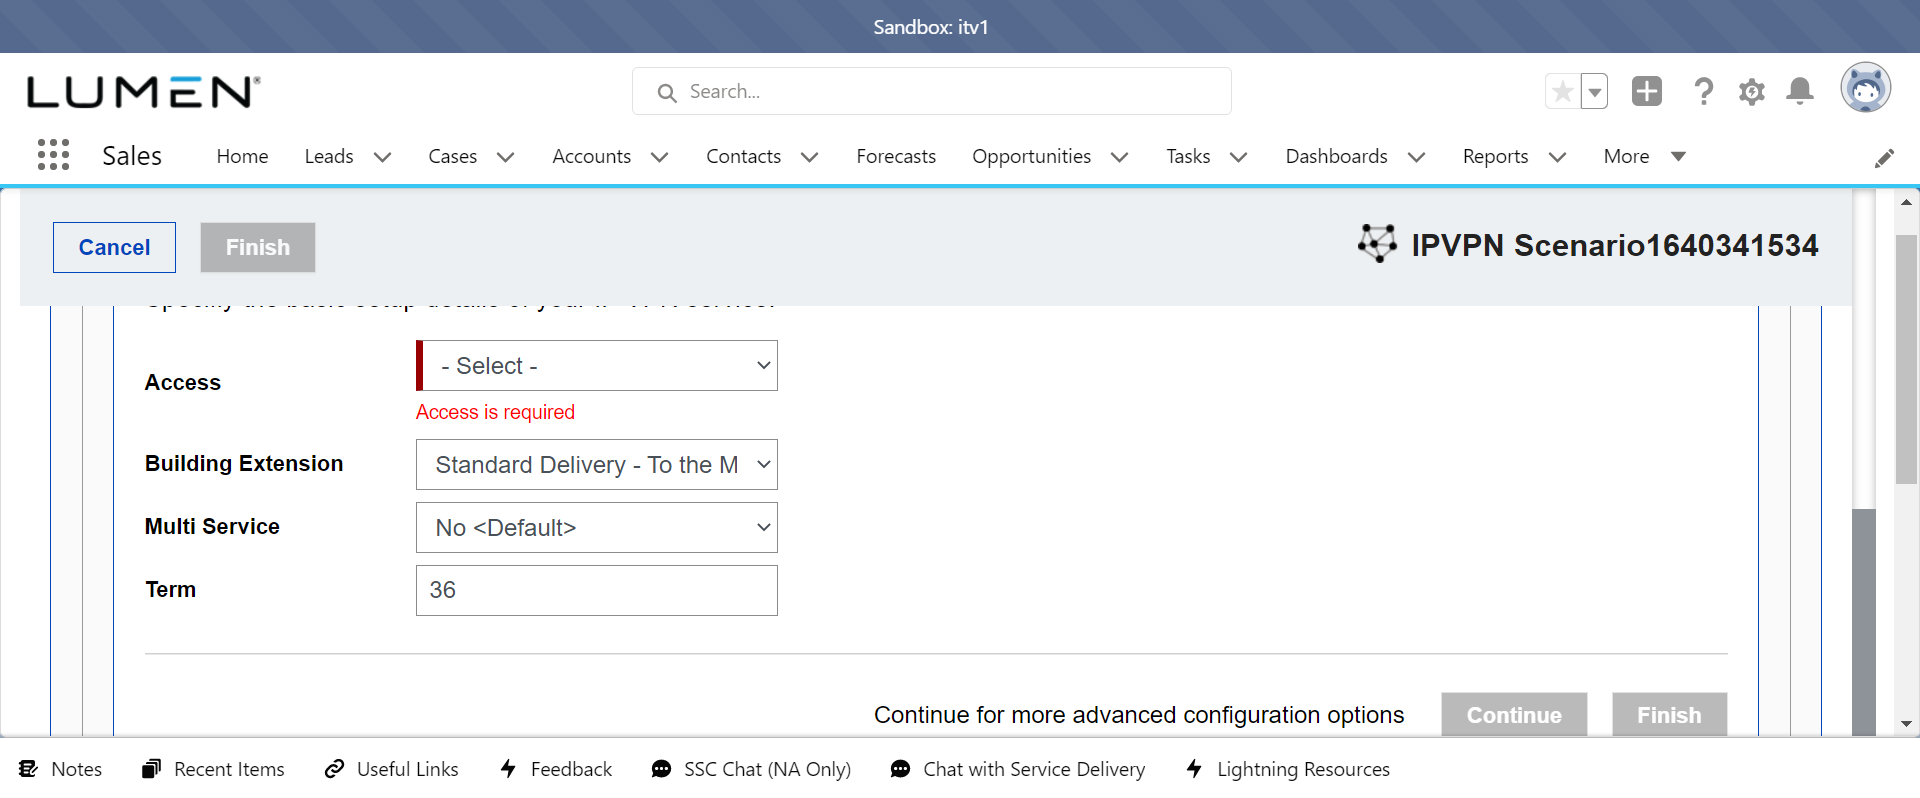 Sandbox: itv1
LUMEN
Search...
Sales Home Leads Cases Accounts Contacts Forecasts Opportunities Tasks Dashboards Reports More
Cancel Finish IPVPN Scenario1640341534
Access - Select -
Access is required
Building Extension Standard Delivery - To the M
Multi Service No <Default>
Term 36
Continue for more advanced configuration options Continue Finish
Notes Recent Items Useful Links Feedback SSC Chat (NA Only) Chat with Service Delivery Lightning Resources